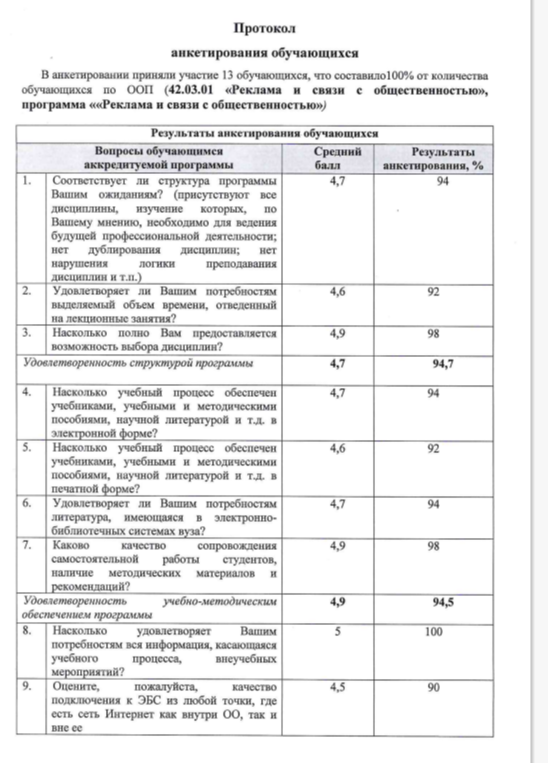 Протокол
анкетирования обучающихся
В анкетировании приняли участие 13 обучающихся, что составило100% от количества
обучающихся по ООП (42.03.01 «Реклама и связи с общественностью»,
программа ««Реклама и связи с общественностью»)
Результаты анкетирования обучающихся
Вопросы обучающимся Средний Результаты
аккредитуемой программы балл анкетирования, %
1. Соответствует ли структура программы 4,7 94
Вашим ожиданиям? (присутствуют все
дисциплины, изучение которых, по
Вашему мнению, необходимо для ведения
будущей профессиональной деятельности;
нет дублирования дисциплин; нет
нарушения логики преподавания
дисциплин и т.п.)
2. Удовлетворяет ли Вашим потребностям 4,6 92
выделяемый объем времени, отведенный
на лекционные занятия?
3. Насколько полно Вам предоставляется 4,9 98
возможность выбора дисциплин?
Удовлетворенность структурой программы 4,7 94,7
4. Насколько учебный процесс обеспечен 4,7 94
учебниками, учебными и методическими
пособиями, научной литературой и т.д. в
электронной форме?
5. Насколько учебный процесс обеспечен 4,6 92
учебниками, учебными и методическими
пособиями, научной литературой и т.д. в
печатной форме?
6. Удовлетворяет ли Вашим потребностям 4,7 94
литература, имеющаяся в электронно-
библиотечных системах вуза?
7. Каково качество сопровождения 4,9 98
самостоятельной работы студентов,
наличие методических материалов и
рекомендаций?
Удовлетворенность учебно-методическим 4,9 94,5
обеспечением программы
8. Насколько удовлетворяет Вашим 5 100
потребностям вся информация, касающаяся
учебного процесса, внеучебных
мероприятий?
9. Оцените, пожалуйста, качество 4,5 90
подключения к ЭБС из любой точки, где
есть сеть Интернет как внутри ОО, так и
вне ее